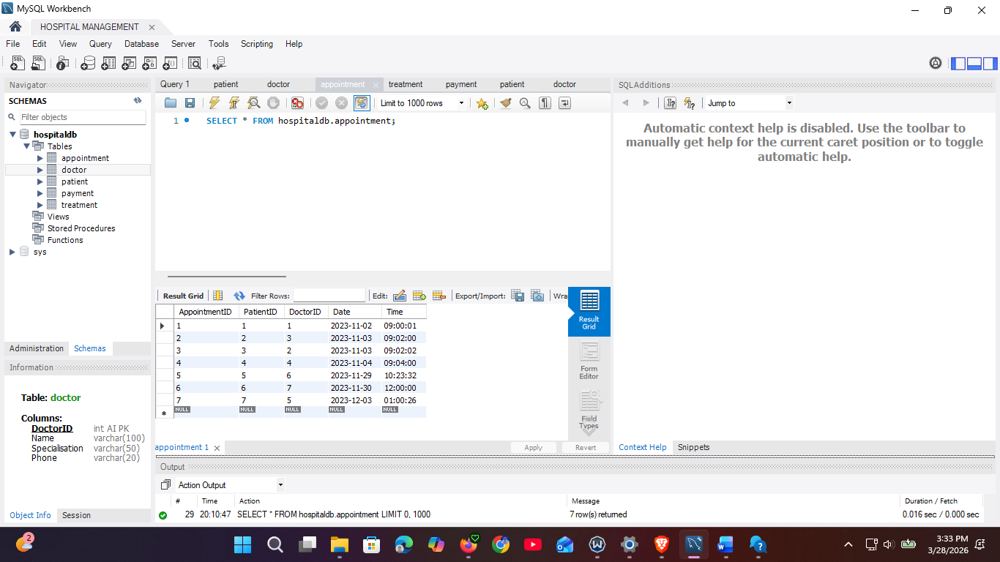 MySQL Workbench
HOSPITAL MANAGEMENT
File Edit View Query Database Server Tools Scripting Help
Navigator
SCHEMAS
Filter objects
hospitaldb
Tables
appointment
doctor
patient
payment
treatment
Views
Stored Procedures
Functions
sys
Administration Schemas
Information
Table: doctor
Columns:
DoctorID int AI PK
Name varchar(100)
Specialisation varchar(50)
Phone varchar(20)
Object Info Session
Query 1 patient doctor appointment treatment payment patient doctor
Limit to 1000 rows
1 SELECT * FROM hospitaldb.appointment;
Result Grid Filter Rows: Edit: Export/Import: Wra
AppointmentID PatientID DoctorID Date Time
1 1 1 2023-11-02 09:00:01
2 2 3 2023-11-03 09:02:00
3 3 2 2023-11-03 09:02:02
4 4 4 2023-11-04 09:04:00
5 5 6 2023-11-29 10:23:32
6 6 7 2023-11-30 12:00:00
7 7 5 2023-12-03 01:00:26
NULL NULL NULL NULL NULL
Result
Grid
Form
Editor
Field
Types
appointment 1 Apply Revert
SQLAdditions
Jump to
Automatic context help is disabled. Use the toolbar to
manually get help for the current caret position or to toggle
automatic help.
Context Help Snippets
Output
Action Output
# Time Action Message Duration / Fetch
29 20:10:47 SELECT * FROM hospitaldb.appointment LIMIT 0, 1000 7 row(s) returned 0.016 sec / 0.000 sec
2
3:33 PM
3/28/2026